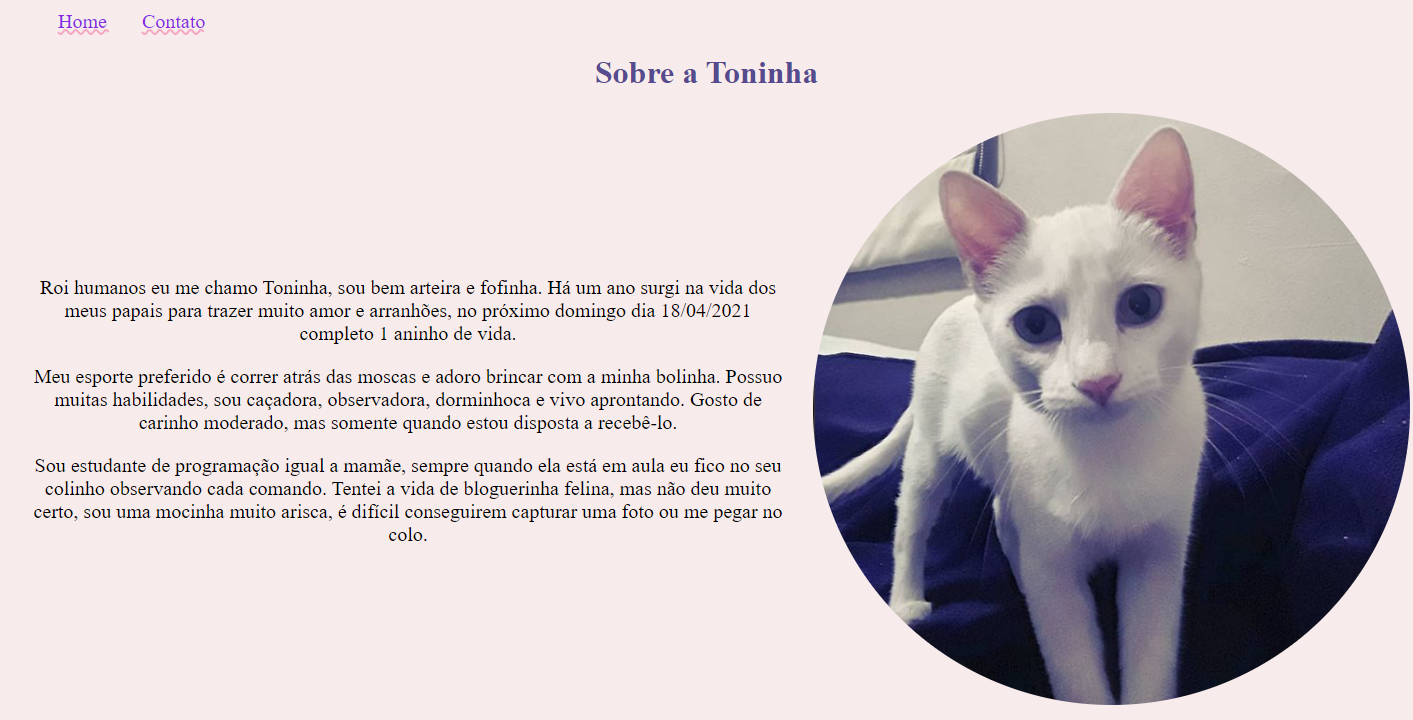 Home Contato
Sobre a Toninha
Roi humanos eu me chamo Toninha, sou bem arteira e fofinha. Há um ano surgi na vida dos
meus papais para trazer muito amor e arranhões, no próximo domingo dia 18/04/2021
completo 1 aninho de vida.
Meu esporte preferido é correr atrás das moscas e adoro brincar com a minha bolinha. Possuo
muitas habilidades, sou caçadora, observadora, dorminhoca e vivo aprontando. Gosto de
carinho moderado, mas somente quando estou disposta a recebê-lo.
Sou estudante de programação igual a mamãe, sempre quando ela está em aula eu fico no seu
colinho observando cada comando. Tentei a vida de bloguerinha felina, mas não deu muito
certo, sou uma mocinha muito arisca, é difícil conseguirem capturar uma foto ou me pegar no
colo.